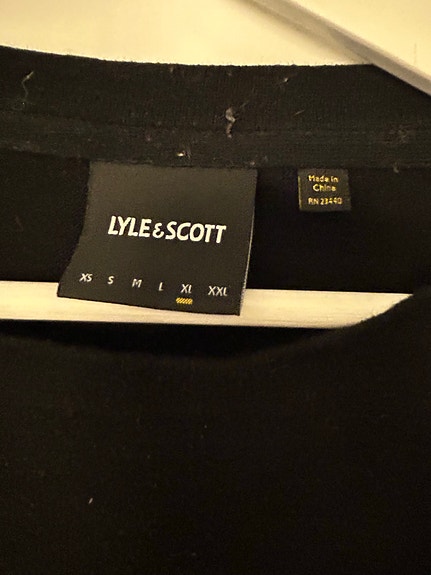 LYLE&SCOTT
XS S M L XL XXL
Made in
China
RN 23440